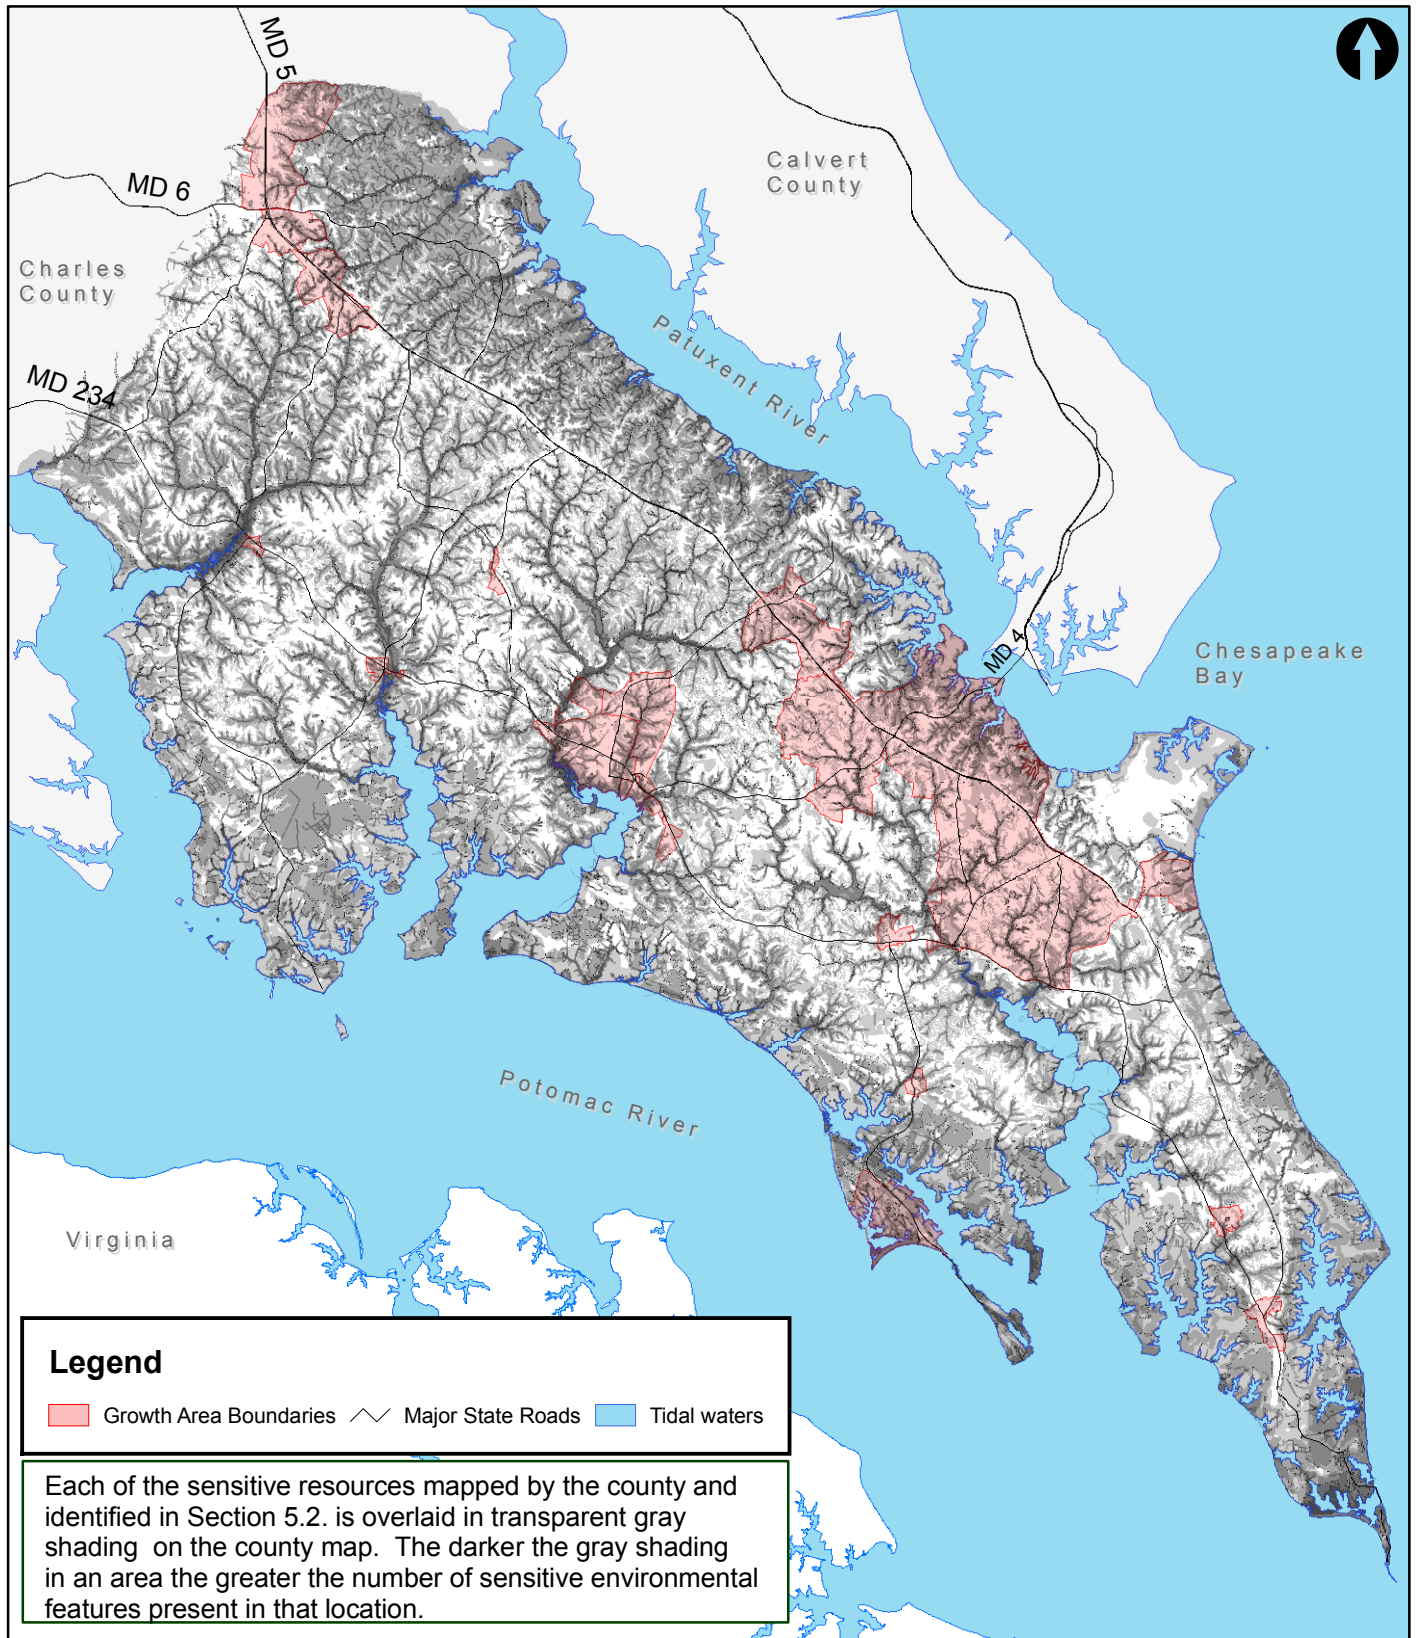 MD 5
MD 6
Calvert
County
Charles
County
Patuxent River
MD 234
MD 4
Chesapeake
Bay
Potomac River
Virginia
Legend
Growth Area Boundaries
Major State Roads
Tidal waters
Each of the sensitive resources mapped by the county and
identified in Section 5.2. is overlaid in transparent gray
shading on the county map. The darker the gray shading
in an area the greater the number of sensitive environmental
features present in that location.